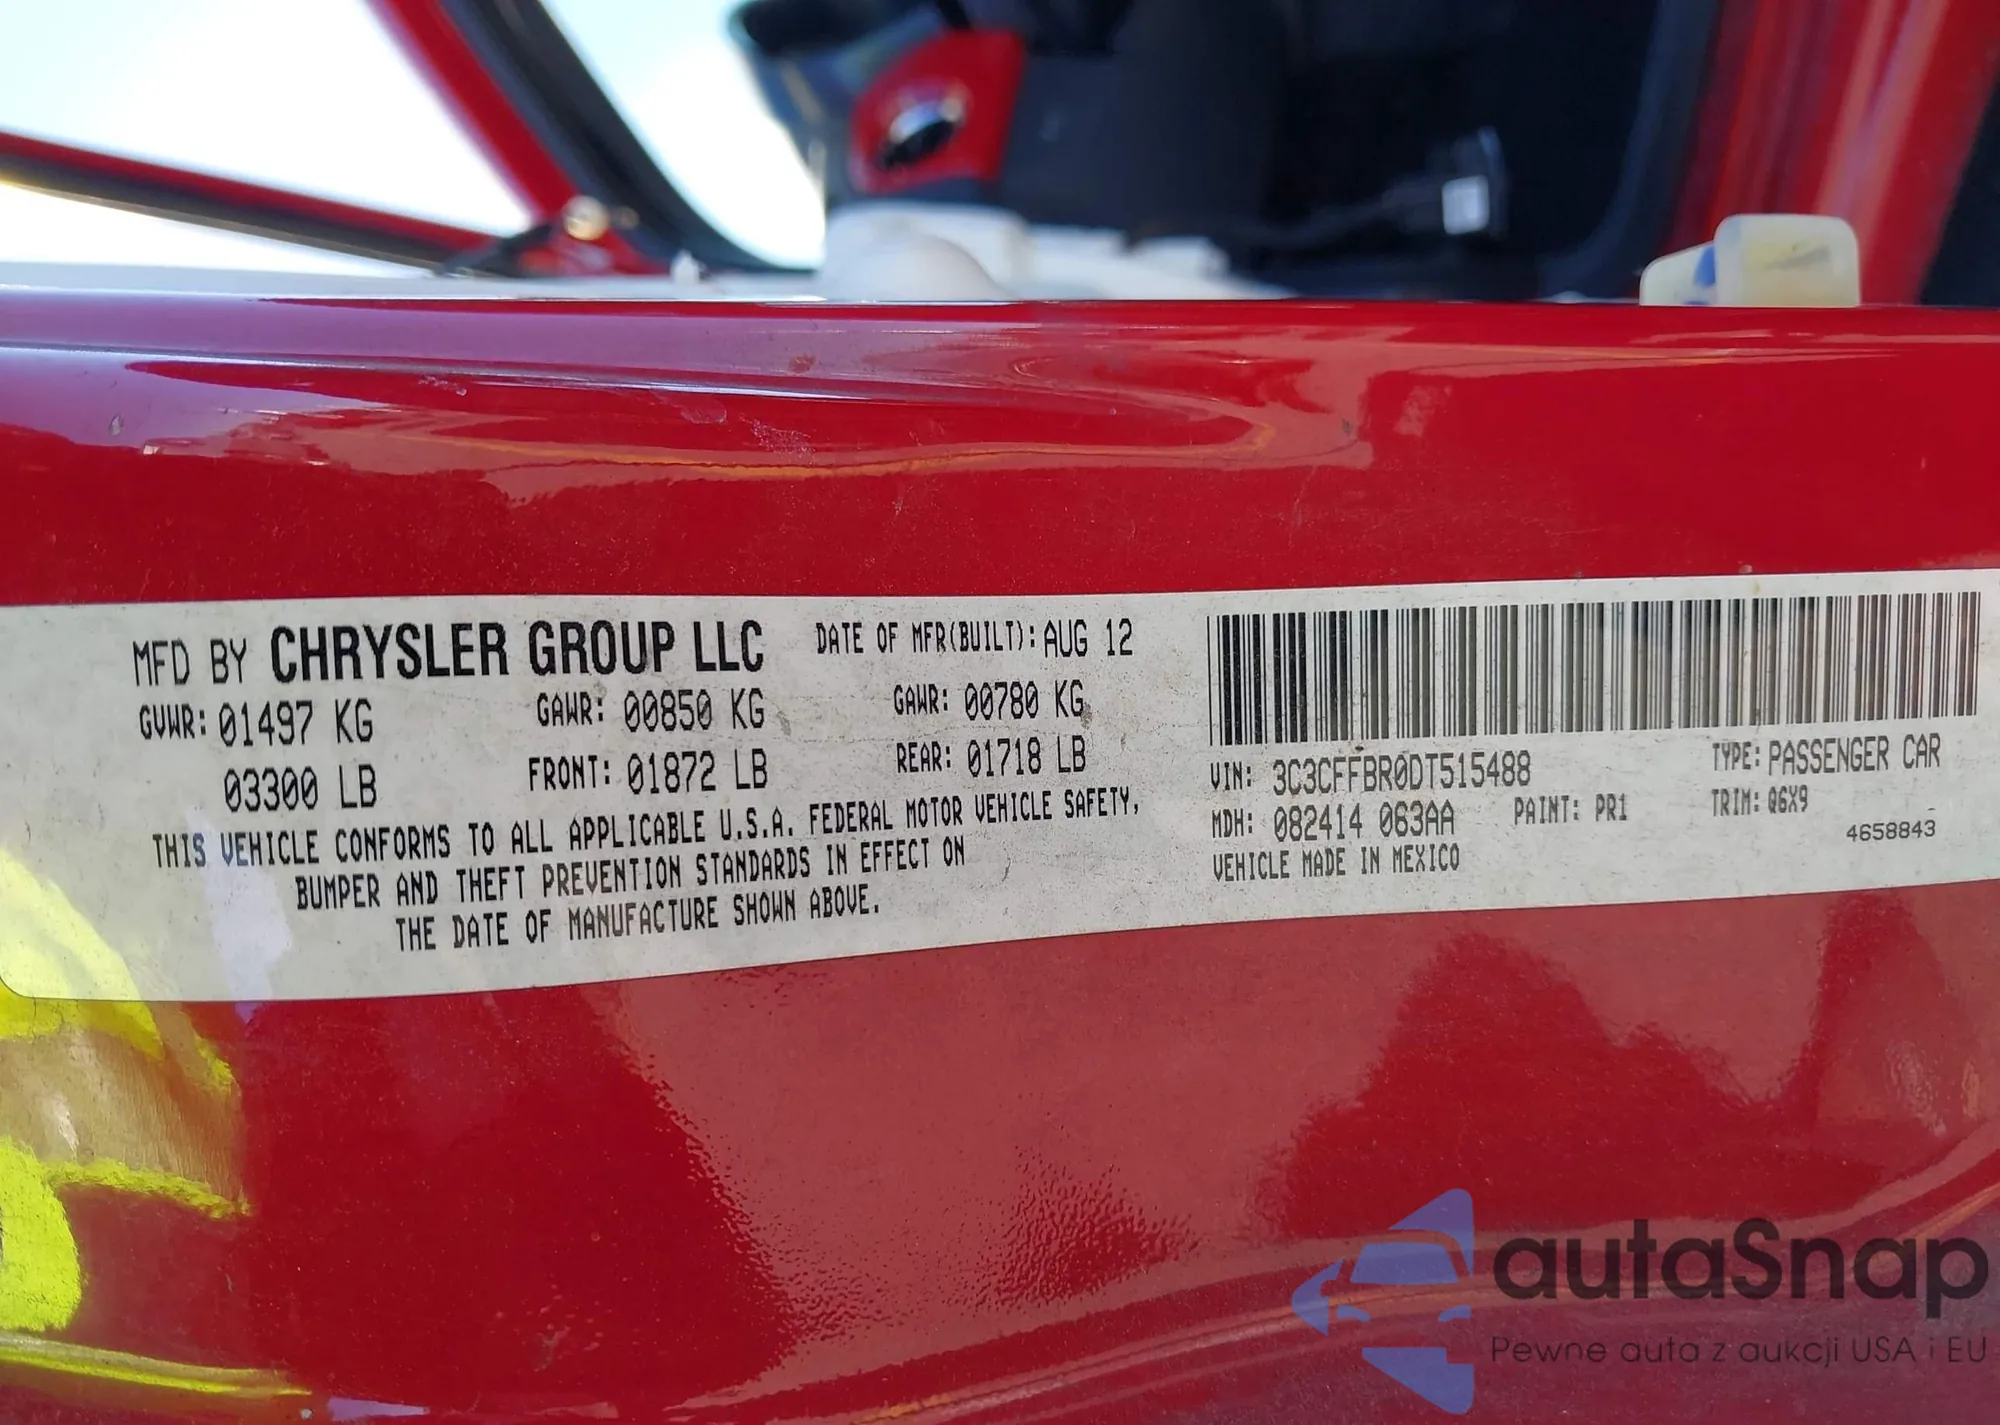 MFD BY CHRYSLER GROUP LLC DATE OF MFR(BUILT): AUG 12
GVWR: 01497 KG GAWR: 00850 KG GAWR: 00780 KG
03300 LB FRONT: 01872 LB REAR: 01718 LB
THIS VEHICLE CONFORMS TO ALL APPLICABLE U.S.A. FEDERAL MOTOR VEHICLE SAFETY,
BUMPER AND THEFT PREVENTION STANDARDS IN EFFECT ON
THE DATE OF MANUFACTURE SHOWN ABOVE.
VIN: 3C3CFFBR0DT515488 TYPE: PASSENGER CAR
MDH: 082414 063AA PAINT: PR1 TRIM: Q6X9
VEHICLE MADE IN MEXICO 4658843
autaSnap
Pewne auta z aukcji USA i EU